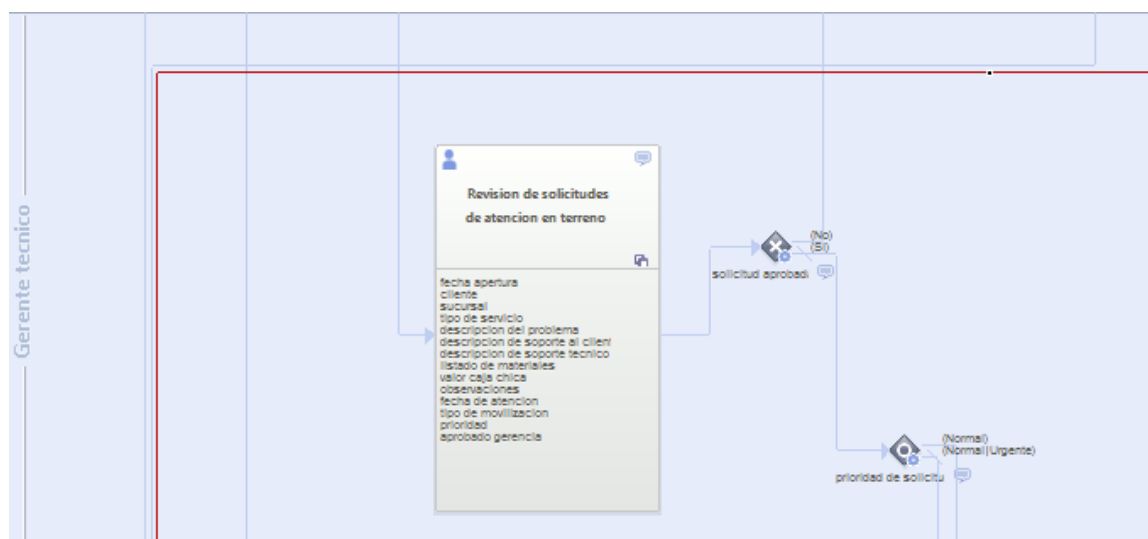 Gerente tecnico
Revision de solicitudes
de atencion en terreno
fecha apertura
cliente
sucursal
tipo de servicio
descripcion del problema
descripcion de soporte al clien
descripcion de soporte tecnico
listado de materiales
valor caja chica
observaciones
fecha de atencion
tipo de movilizacion
prioridad
aprobado gerencia
(No)
(Si)
solicitud aprobad
(Normal)
(Normal|Urgente)
prioridad de solicitu